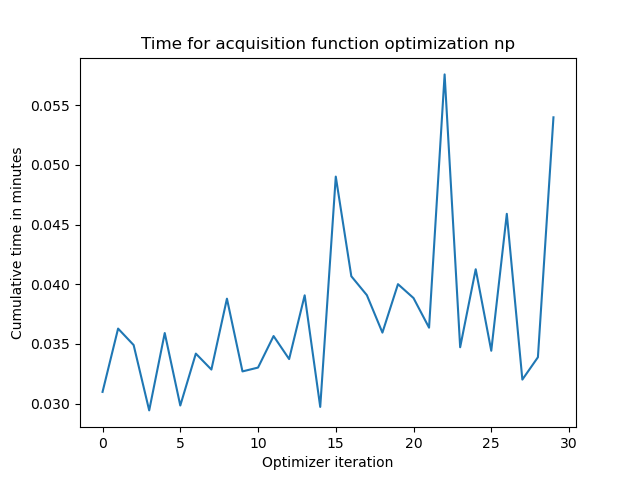 Time for acquisition function optimization np
Cumulative time in minutes
0.055
0.050
0.045
0.040
0.035
0.030
0 5 10 15 20 25 30
Optimizer iteration